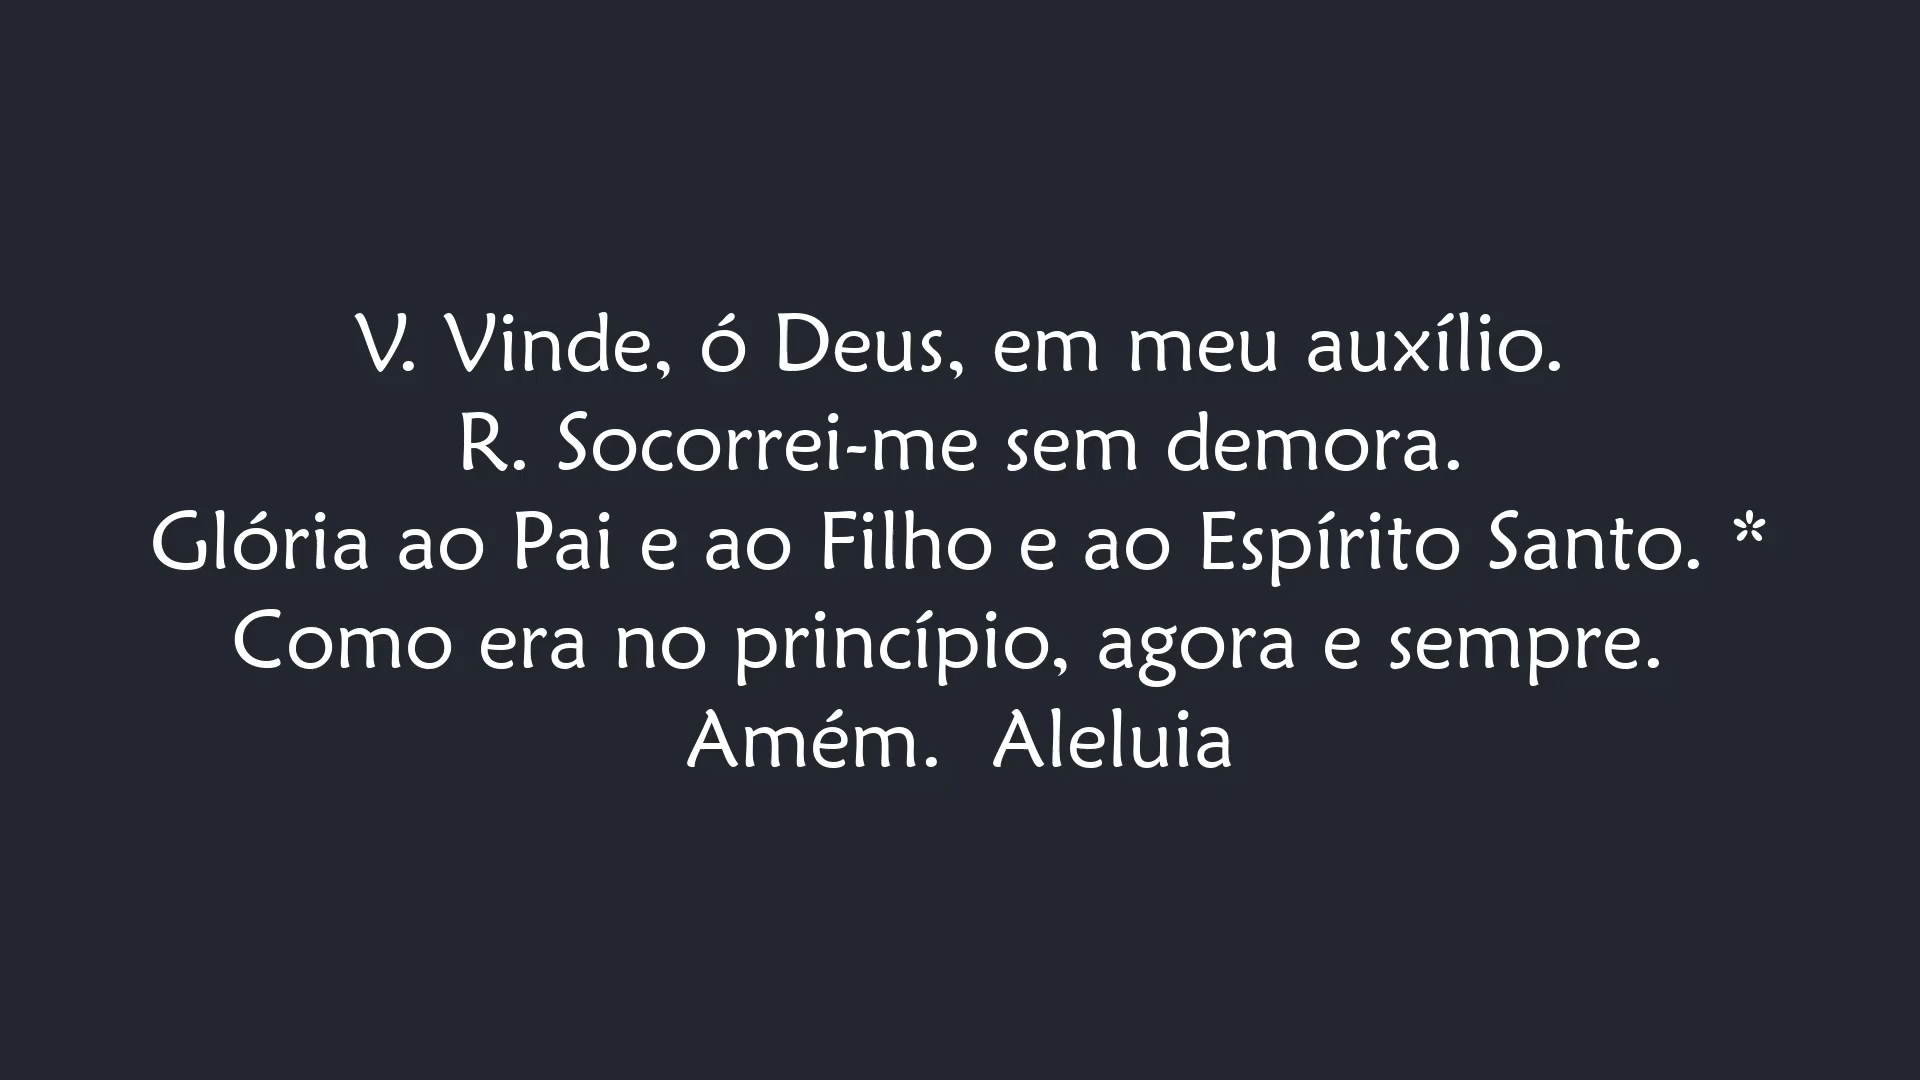 V. Vinde, ó Deus, em meu auxílio.
R. Socorrei-me sem demora.
Glória ao Pai e ao Filho e ao Espírito Santo. *
Como era no princípio, agora e sempre.
Amém.  Aleluia